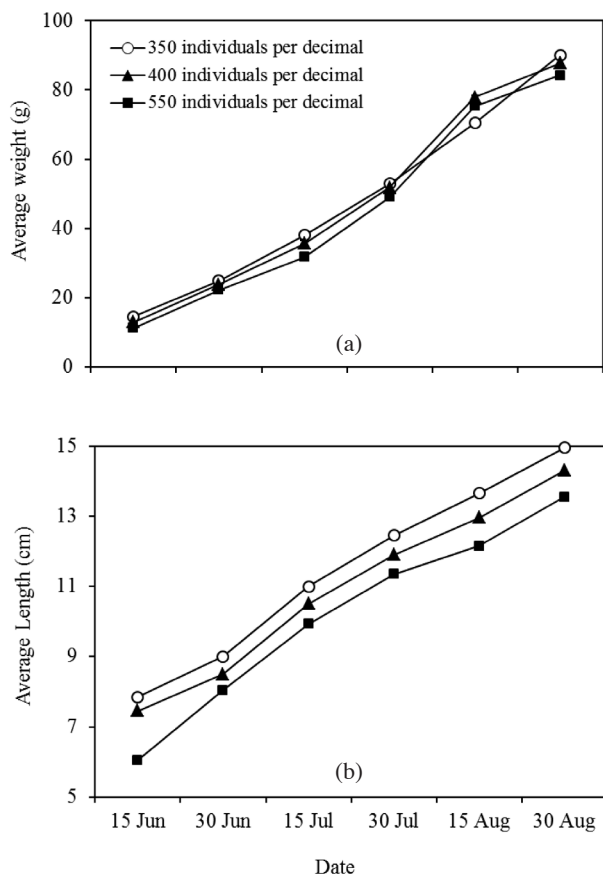 100
350 individuals per decimal
80
400 individuals per decimal
550 individuals per decimal
60
Average weight (g)
40
20
(a)
0
15
13
11
Average Length (cm)
9
7
(b)
5
15 Jun 30 Jun 15 Jul 30 Jul 15 Aug 30 Aug
Date